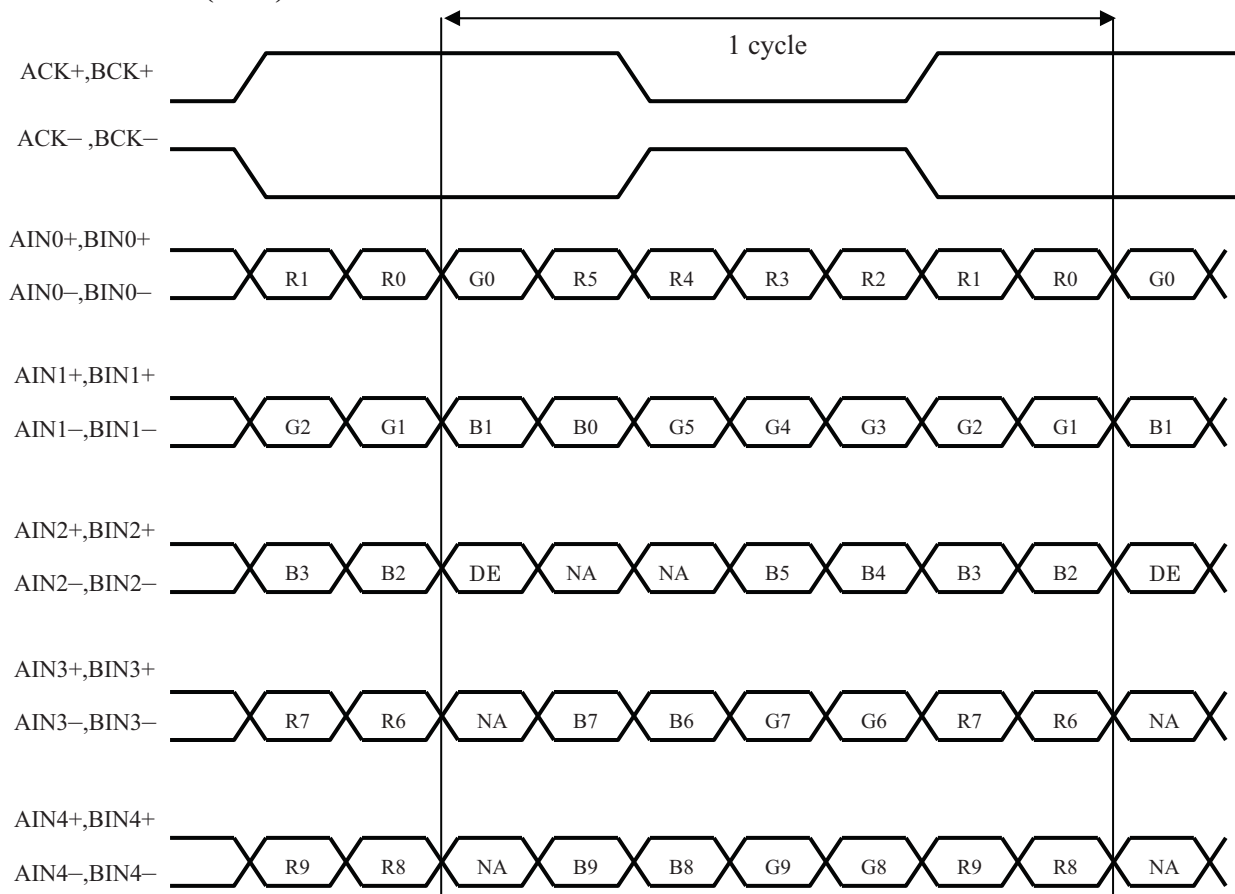 1 cycle
ACK+,BCK+
ACK− ,BCK−
AIN0+,BIN0+
AIN0−,BIN0−
R1 R0 G0 R5 R4 R3 R2 R1 R0 G0
AIN1+,BIN1+
AIN1−,BIN1−
G2 G1 B1 B0 G5 G4 G3 G2 G1 B1
AIN2+,BIN2+
AIN2−,BIN2−
B3 B2 DE NA NA B5 B4 B3 B2 DE
AIN3+,BIN3+
AIN3−,BIN3−
R7 R6 NA B7 B6 G7 G6 R7 R6 NA
AIN4+,BIN4+
AIN4−,BIN4−
R9 R8 NA B9 B8 G9 G8 R9 R8 NA